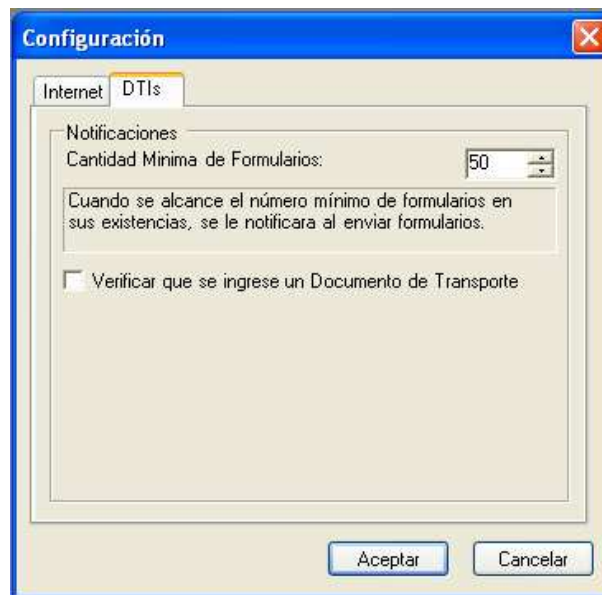 Configuración
Internet DTIs
Notificaciones
Cantidad Minima de Formularios: 50
Cuando se alcance el número mínimo de formularios en
sus existencias, se le notificara al enviar formularios.
Verificar que se ingrese un Documento de Transporte
Aceptar Cancelar